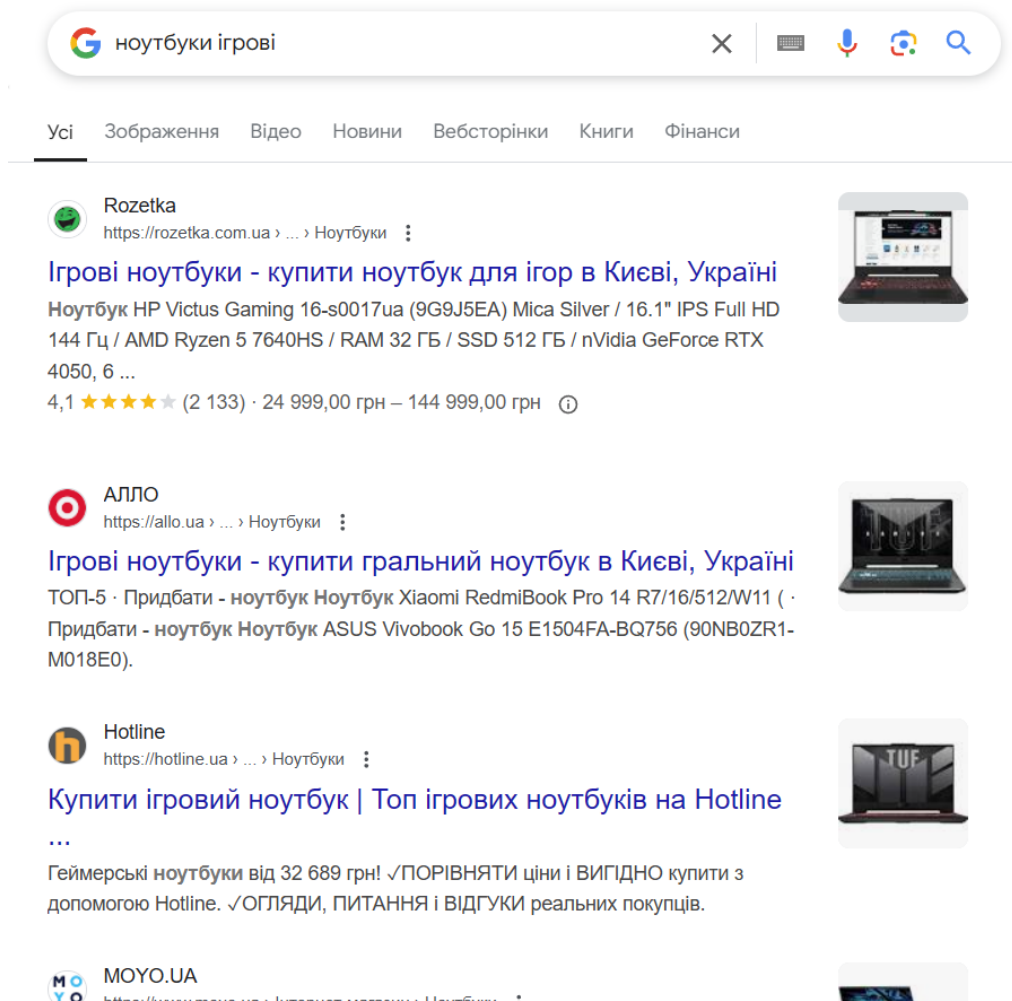 ноутбуки ігрові
Усі Зображення Відео Новини Вебсторінки Книги Фінанси
Rozetka
https://rozetka.com.ua › ... › Ноутбуки
Ігрові ноутбуки - купити ноутбук для ігор в Києві, Україні
Ноутбук HP Victus Gaming 16-s0017ua (9G9J5EA) Mica Silver / 16.1" IPS Full HD
144 Гц / AMD Ryzen 5 7640HS / RAM 32 ГБ / SSD 512 ГБ / nVidia GeForce RTX
4050, 6 ...
4,1 (2 133) · 24 999,00 грн – 144 999,00 грн
АЛЛО
https://allo.ua › ... › Ноутбуки
Ігрові ноутбуки - купити гральний ноутбук в Києві, Україні
ТОП-5 · Придбати - ноутбук Ноутбук Xiaomi RedmiBook Pro 14 R7/16/512/W11 ( ·
Придбати - ноутбук Ноутбук ASUS Vivobook Go 15 E1504FA-BQ756 (90NB0ZR1-
M018E0).
Hotline
https://hotline.ua › ... › Ноутбуки
Купити ігровий ноутбук | Топ ігрових ноутбуків на Hotline
...
Геймерські ноутбуки від 32 689 грн! ✓ПОРІВНЯТИ ціни і ВИГІДНО купити з
допомогою Hotline. ✓ОГЛЯДИ, ПИТАННЯ і ВІДГУКИ реальних покупців.
TUF
MOYO
MOYO.UA